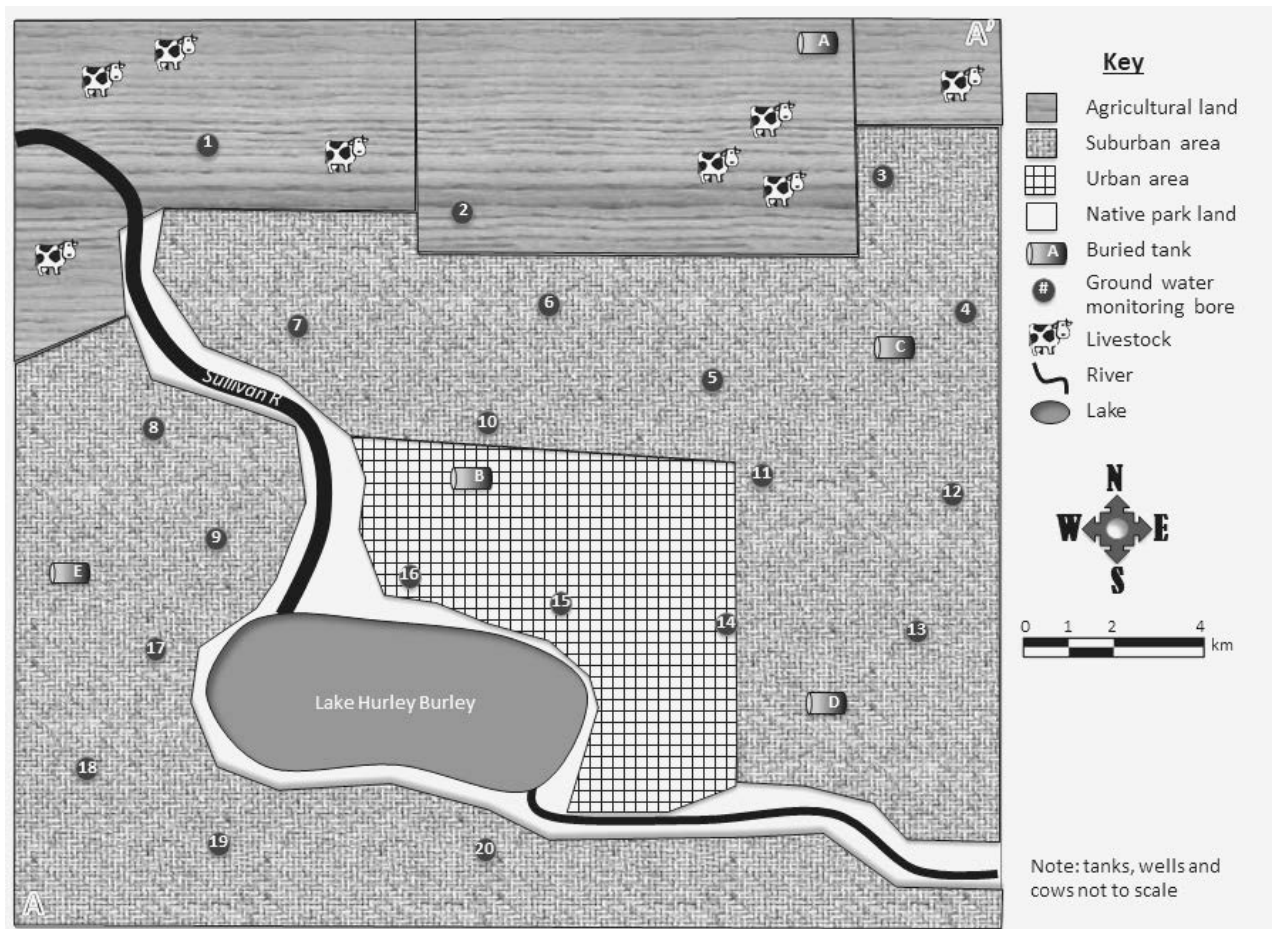 A
A'
1
3
2
6
4
7
C
5
Sullivan R
8
10
11
B
12
9
E
16
15
14
13
17
D
Lake Hurley Burley
18
19
20
A
Key
Agricultural land
Suburban area
Urban area
Native park land
A
Buried tank
#
Ground water
monitoring bore
Livestock
River
Lake
N
W
E
S
0 1 2 4
km
Note: tanks, wells and
cows not to scale